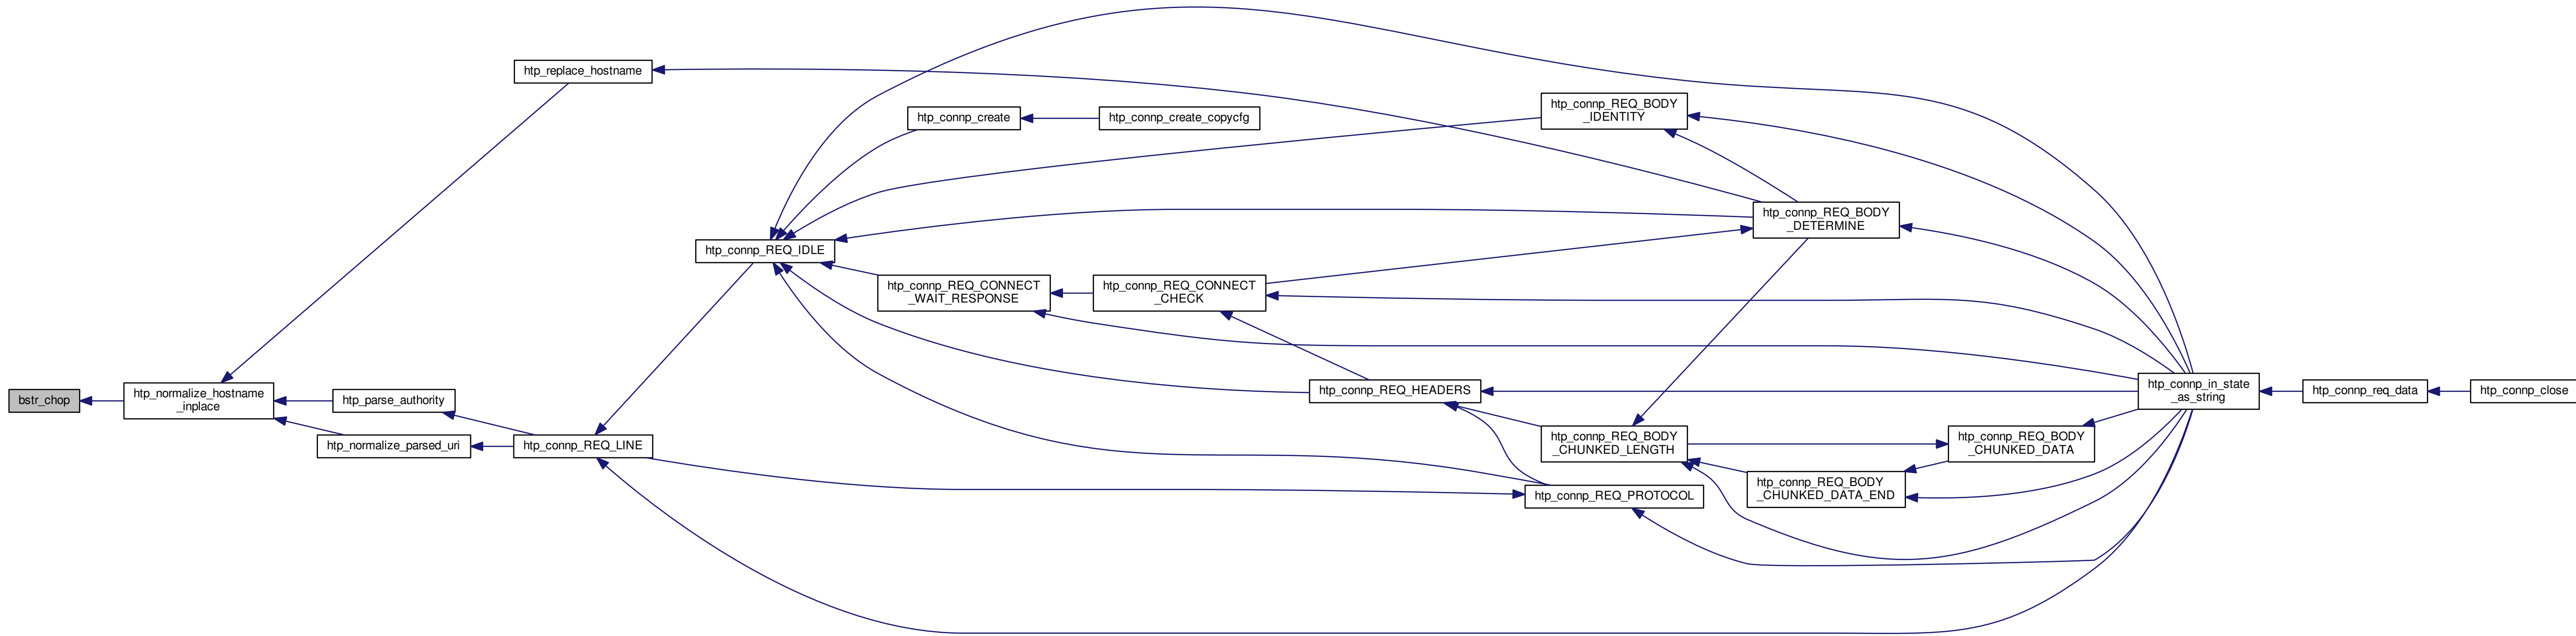 bstr_chop
htp_normalize_hostname
_inplace
htp_replace_hostname
htp_parse_authority
htp_normalize_parsed_uri
htp_connp_REQ_LINE
htp_connp_REQ_IDLE
htp_connp_create
htp_connp_create_copycfg
htp_connp_REQ_CONNECT
_WAIT_RESPONSE
htp_connp_REQ_CONNECT
_CHECK
htp_connp_REQ_HEADERS
htp_connp_REQ_BODY
_IDENTITY
htp_connp_REQ_BODY
_CHUNKED_LENGTH
htp_connp_REQ_PROTOCOL
htp_connp_REQ_BODY
_DETERMINE
htp_connp_REQ_BODY
_CHUNKED_DATA_END
htp_connp_REQ_BODY
_CHUNKED_DATA
htp_connp_in_state
_as_string
htp_connp_req_data
htp_connp_close